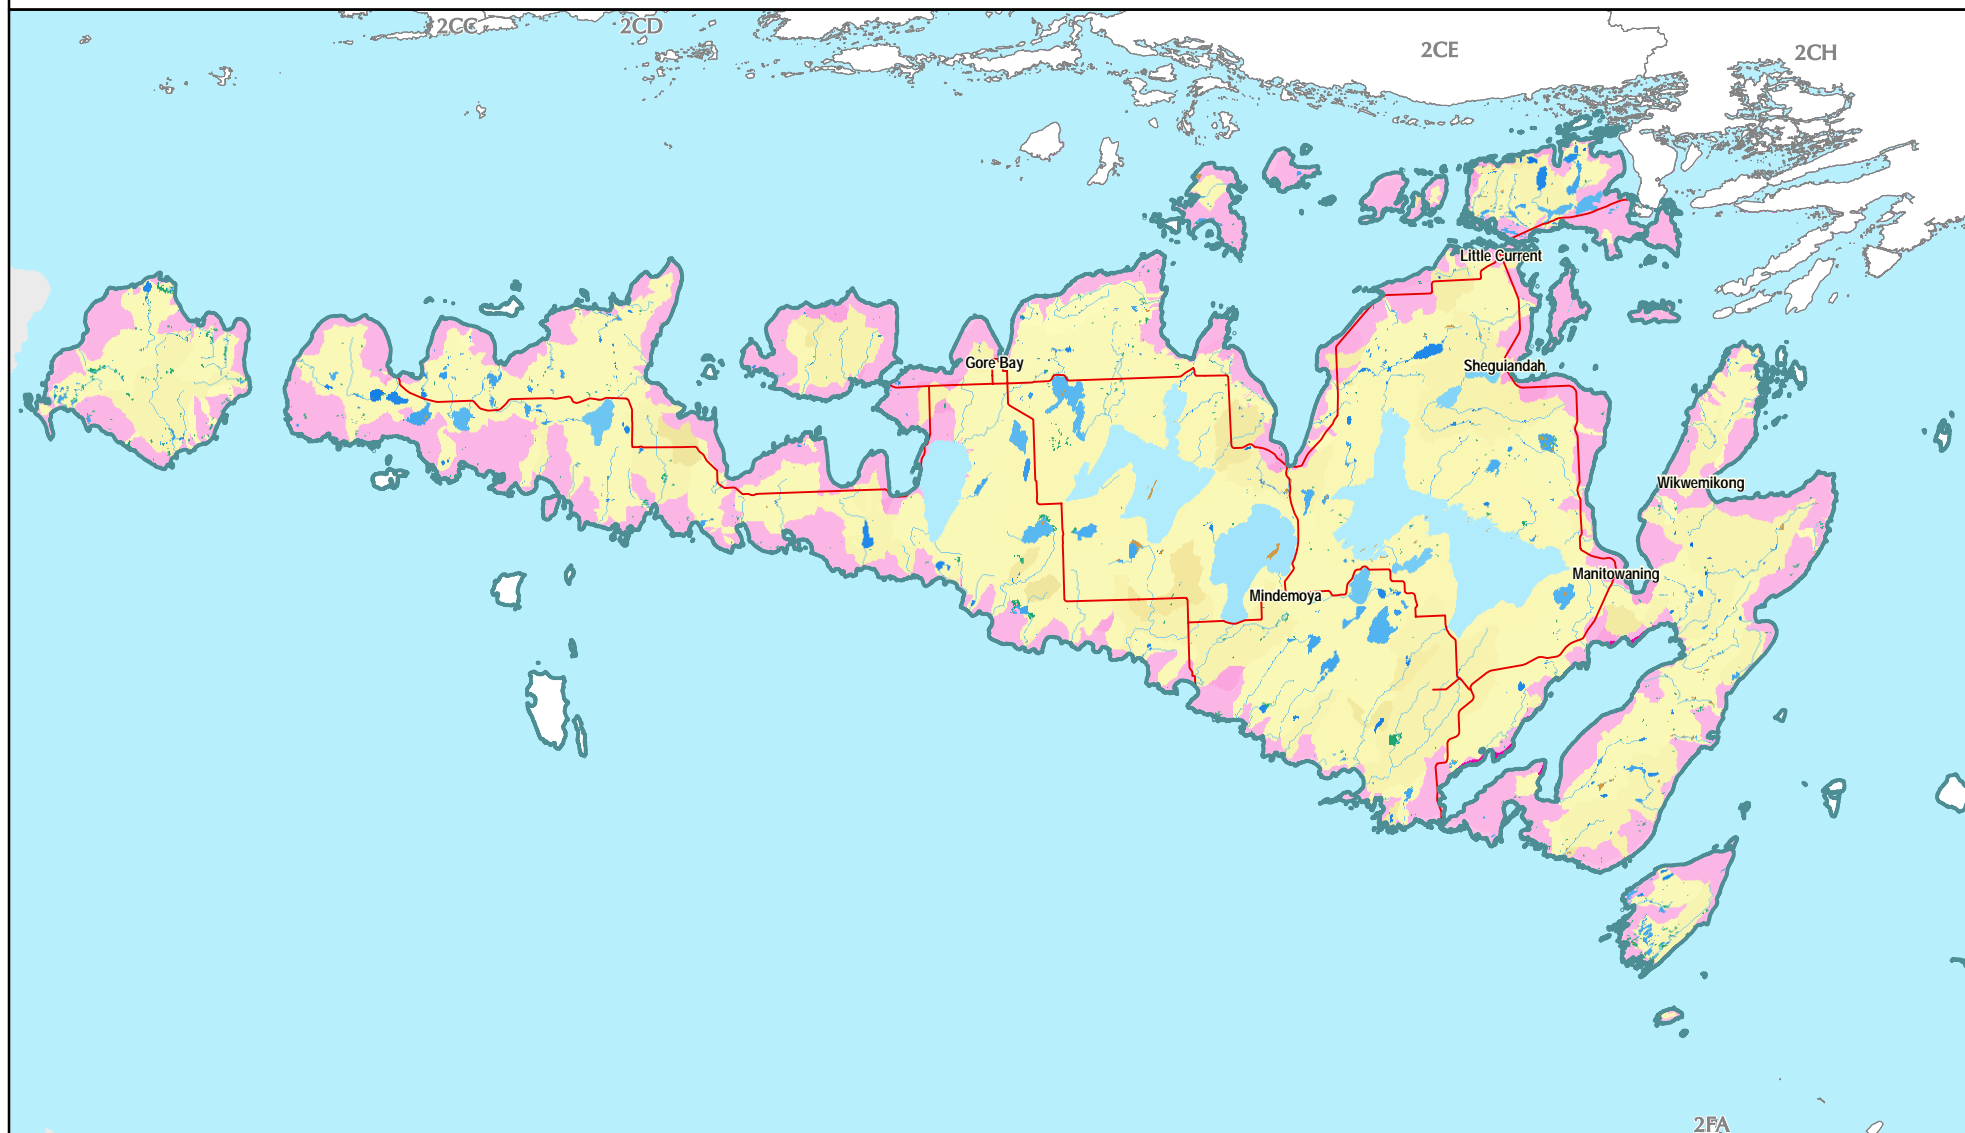 2CC
2CD
2CE
2CH
Little Current
Gore Bay
Sheguiandah
Wikwemikong
Manitowaning
Mindemoya
2FA